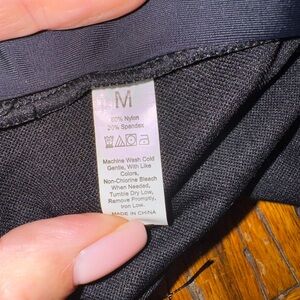 M
80% Nylon
20% Spandex
Machine Wash Cold
Gentle, With Like
Colors,
Non-Chlorine Bleach
When Needed,
Tumble Dry Low,
Remove Promptly,
Iron Low.
MADE IN CHINA